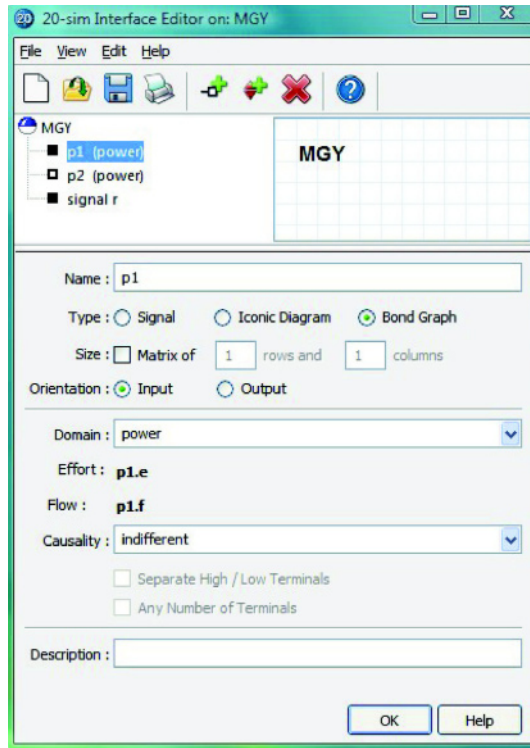 20-sim Interface Editor on: MGY
File View Edit Help
MGY
p1 (power)
p2 (power)
signal r
MGY
Name : p1
Type : Signal Iconic Diagram Bond Graph
Size : Matrix of 1 rows and 1 columns
Orientation : Input Output
Domain : power
Effort : p1.e
Flow : p1.f
Causality : indifferent
Separate High / Low Terminals
Any Number of Terminals
Description :
OK Help